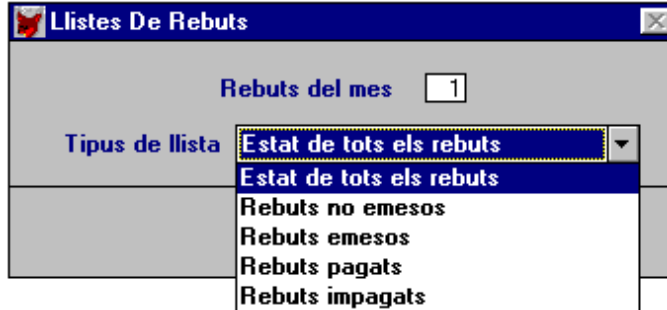 Llistes De Rebuts
Rebuts del mes 1
Tipus de llista Estat de tots els rebuts
Estat de tots els rebuts
Rebuts no emesos
Rebuts emesos
Rebuts pagats
Rebuts impagats